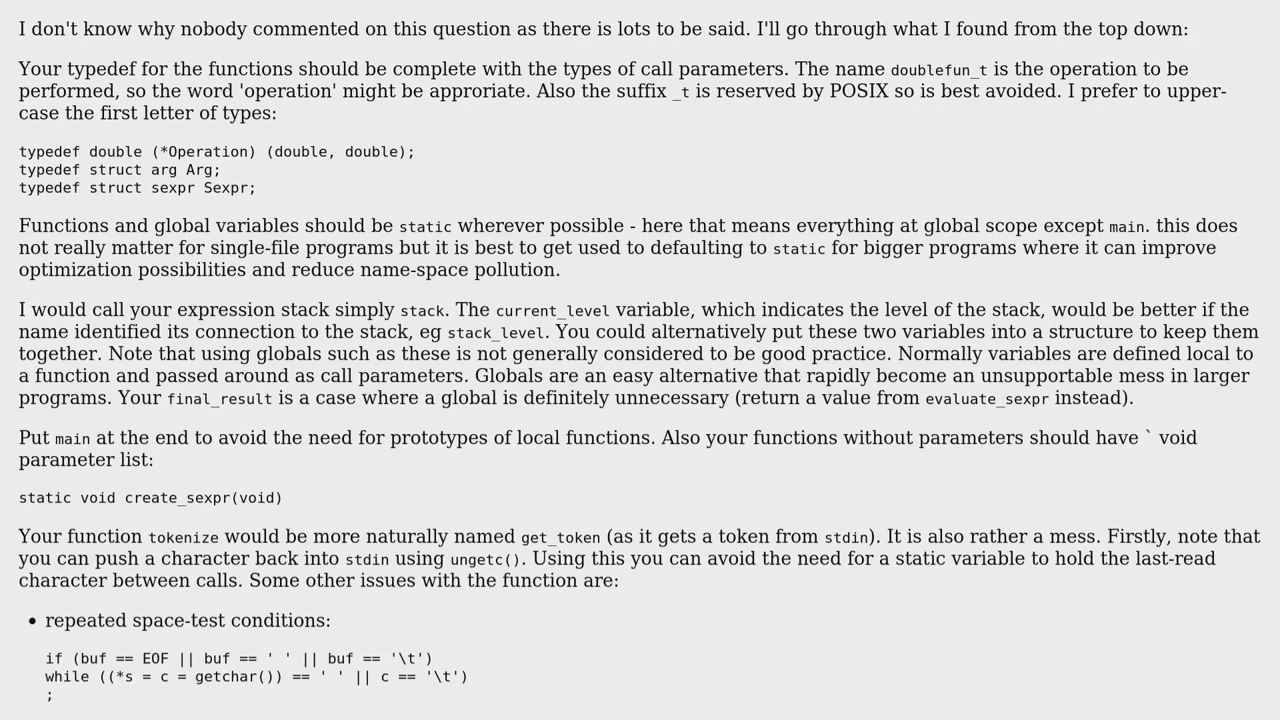 I don't know why nobody commented on this question as there is lots to be said. I'll go through what I found from the top down:
Your typedef for the functions should be complete with the types of call parameters. The name doublefun_t is the operation to be
performed, so the word 'operation' might be approriate. Also the suffix _t is reserved by POSIX so is best avoided. I prefer to upper-
case the first letter of types:
typedef double (*Operation) (double, double);
typedef struct arg Arg;
typedef struct sexpr Sexpr;
Functions and global variables should be static wherever possible - here that means everything at global scope except main. this does
not really matter for single-file programs but it is best to get used to defaulting to static for bigger programs where it can improve
optimization possibilities and reduce name-space pollution.
I would call your expression stack simply stack. The current_level variable, which indicates the level of the stack, would be better if the
name identified its connection to the stack, eg stack_level. You could alternatively put these two variables into a structure to keep them
together. Note that using globals such as these is not generally considered to be good practice. Normally variables are defined local to
a function and passed around as call parameters. Globals are an easy alternative that rapidly become an unsupportable mess in larger
programs. Your final_result is a case where a global is definitely unnecessary (return a value from evaluate_sexpr instead).
Put main at the end to avoid the need for prototypes of local functions. Also your functions without parameters should have ` void
parameter list:
static void create_sexpr(void)
Your function tokenize would be more naturally named get_token (as it gets a token from stdin). It is also rather a mess. Firstly, note that
you can push a character back into stdin using ungetc(). Using this you can avoid the need for a static variable to hold the last-read
character between calls. Some other issues with the function are:
• repeated space-test conditions:
if (buf == EOF || buf == ' ' || buf == '\t')
while ((*s = c = getchar()) == ' ' || c == '\t')
;